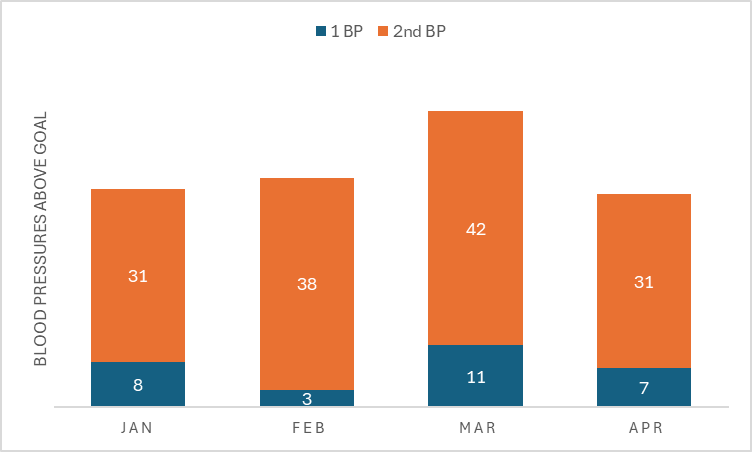 1 BP 2nd BP
BLOOD PRESSURES ABOVE GOAL
31 38 42 31
8 3 11 7
JAN FEB MAR APR